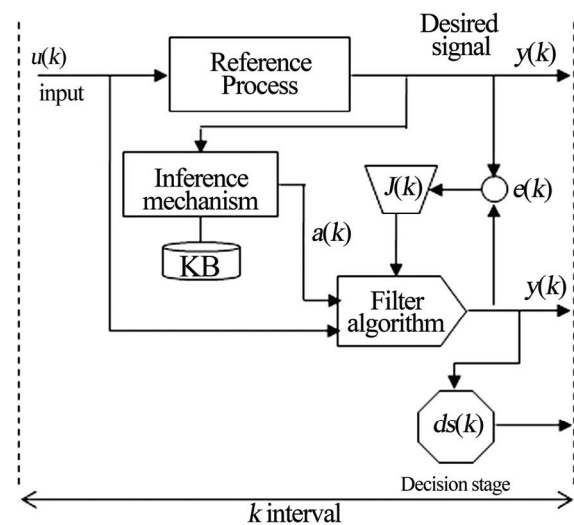 Desired
signal
u(k)
y(k)
Reference
Process
input
Inference
mechanism
J(k)
e(k)
a(k)
KB
Filter
algorithm
y(k)
ds(k)
Decision stage
k interval